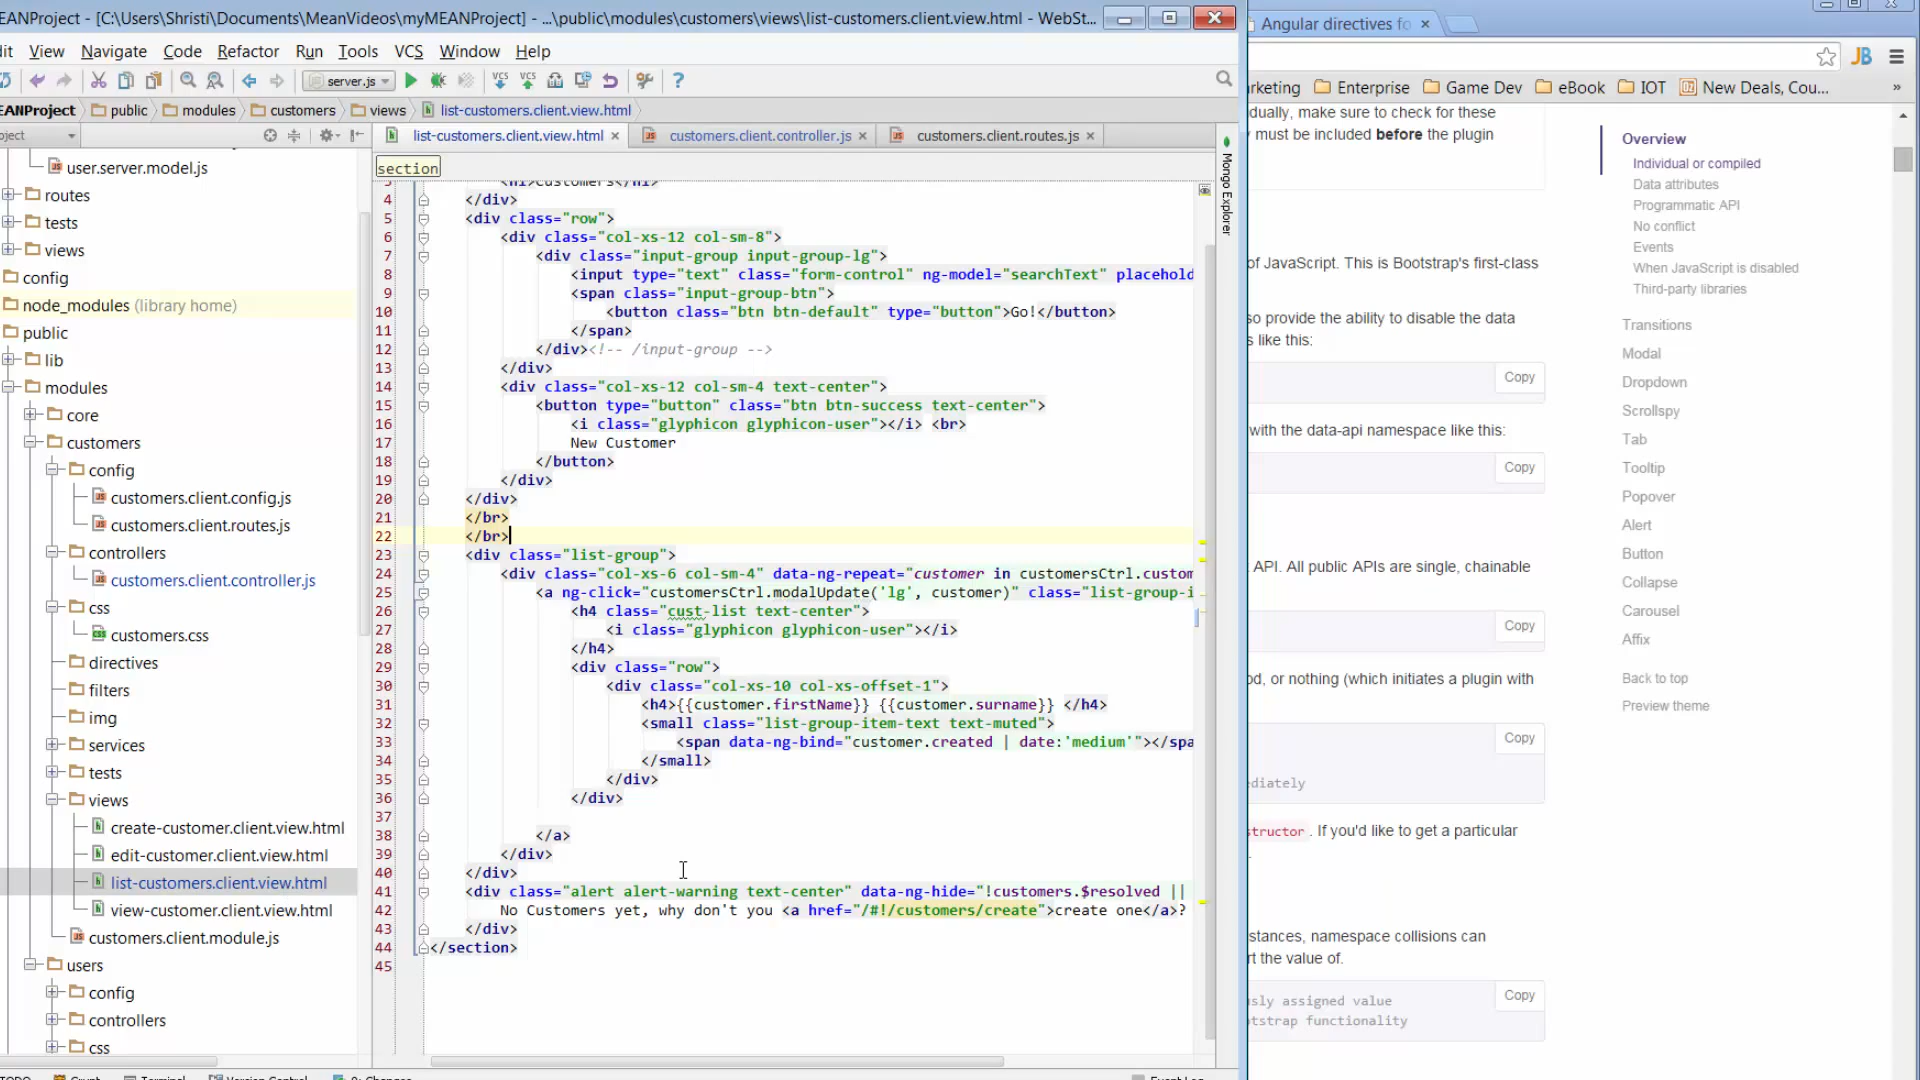 EANProject - [C:\Users\Shristi\Documents\MeanVideos\myMEANProject] - ...\public\modules\customers\views\list-customers.client.view.html - WebSt...
dit View Navigate Code Refactor Run Tools VCS Window Help
server.js
EANProject public modules customers views list-customers.client.view.html
oject
list-customers.client.view.html customers.client.controller.js customers.client.routes.js
user.server.model.js
routes
tests
views
config
node_modules (library home)
public
lib
modules
core
customers
config
customers.client.config.js
customers.client.routes.js
controllers
customers.client.controller.js
css
customers.css
directives
filters
img
services
tests
views
create-customer.client.view.html
edit-customer.client.view.html
list-customers.client.view.html
view-customer.client.view.html
customers.client.module.js
users
config
controllers
css
section
3 <h1>Customers</h1>
4 </div>
5 <div class="row">
6 <div class="col-xs-12 col-sm-8">
7 <div class="input-group input-group-lg">
8 <input type="text" class="form-control" ng-model="searchText" placehold
9 <span class="input-group-btn">
10 <button class="btn btn-default" type="button">Go!</button>
11 </span>
12 </div><!-- /input-group -->
13 </div>
14 <div class="col-xs-12 col-sm-4 text-center">
15 <button type="button" class="btn btn-success text-center">
16 <i class="glyphicon glyphicon-user"></i> <br>
17 New Customer
18 </button>
19 </div>
20 </div>
21 </br>
22 </br>
23 <div class="list-group">
24 <div class="col-xs-6 col-sm-4" data-ng-repeat="customer in customersCtrl.custom
25 <a ng-click="customersCtrl.modalUpdate('lg', customer)" class="list-group-i
26 <h4 class="cust-list text-center">
27 <i class="glyphicon glyphicon-user"></i>
28 </h4>
29 <div class="row">
30 <div class="col-xs-10 col-xs-offset-1">
31 <h4>{{customer.firstName}} {{customer.surname}} </h4>
32 <small class="list-group-item-text text-muted">
33 <span data-ng-bind="customer.created | date:'medium'"></spa
34 </small>
35 </div>
36 </div>
37
38 </a>
39 </div>
40 </div>
41 <div class="alert alert-warning text-center" data-ng-hide="!customers.$resolved ||
42 No Customers yet, why don't you <a href="/#!/customers/create">create one</a>?
43 </div>
44 </section>
45
Mongo Explorer
Terminal Version Control 9: Changes Event Log
Angular directives fo
JB
rketing Enterprise Game Dev eBook IOT New Deals, Cou... »
dually, make sure to check for these
must be included before the plugin
of JavaScript. This is Bootstrap's first-class
so provide the ability to disable the data
s like this:
Copy
with the data-api namespace like this:
Copy
API. All public APIs are single, chainable
Copy
od, or nothing (which initiates a plugin with
Copy
ediately
structor . If you'd like to get a particular
stances, namespace collisions can
rt the value of.
Copy
sly assigned value
tstrap functionality
Overview
Individual or compiled
Data attributes
Programmatic API
No conflict
Events
When JavaScript is disabled
Third-party libraries
Transitions
Modal
Dropdown
Scrollspy
Tab
Tooltip
Popover
Alert
Button
Collapse
Carousel
Affix
Back to top
Preview theme